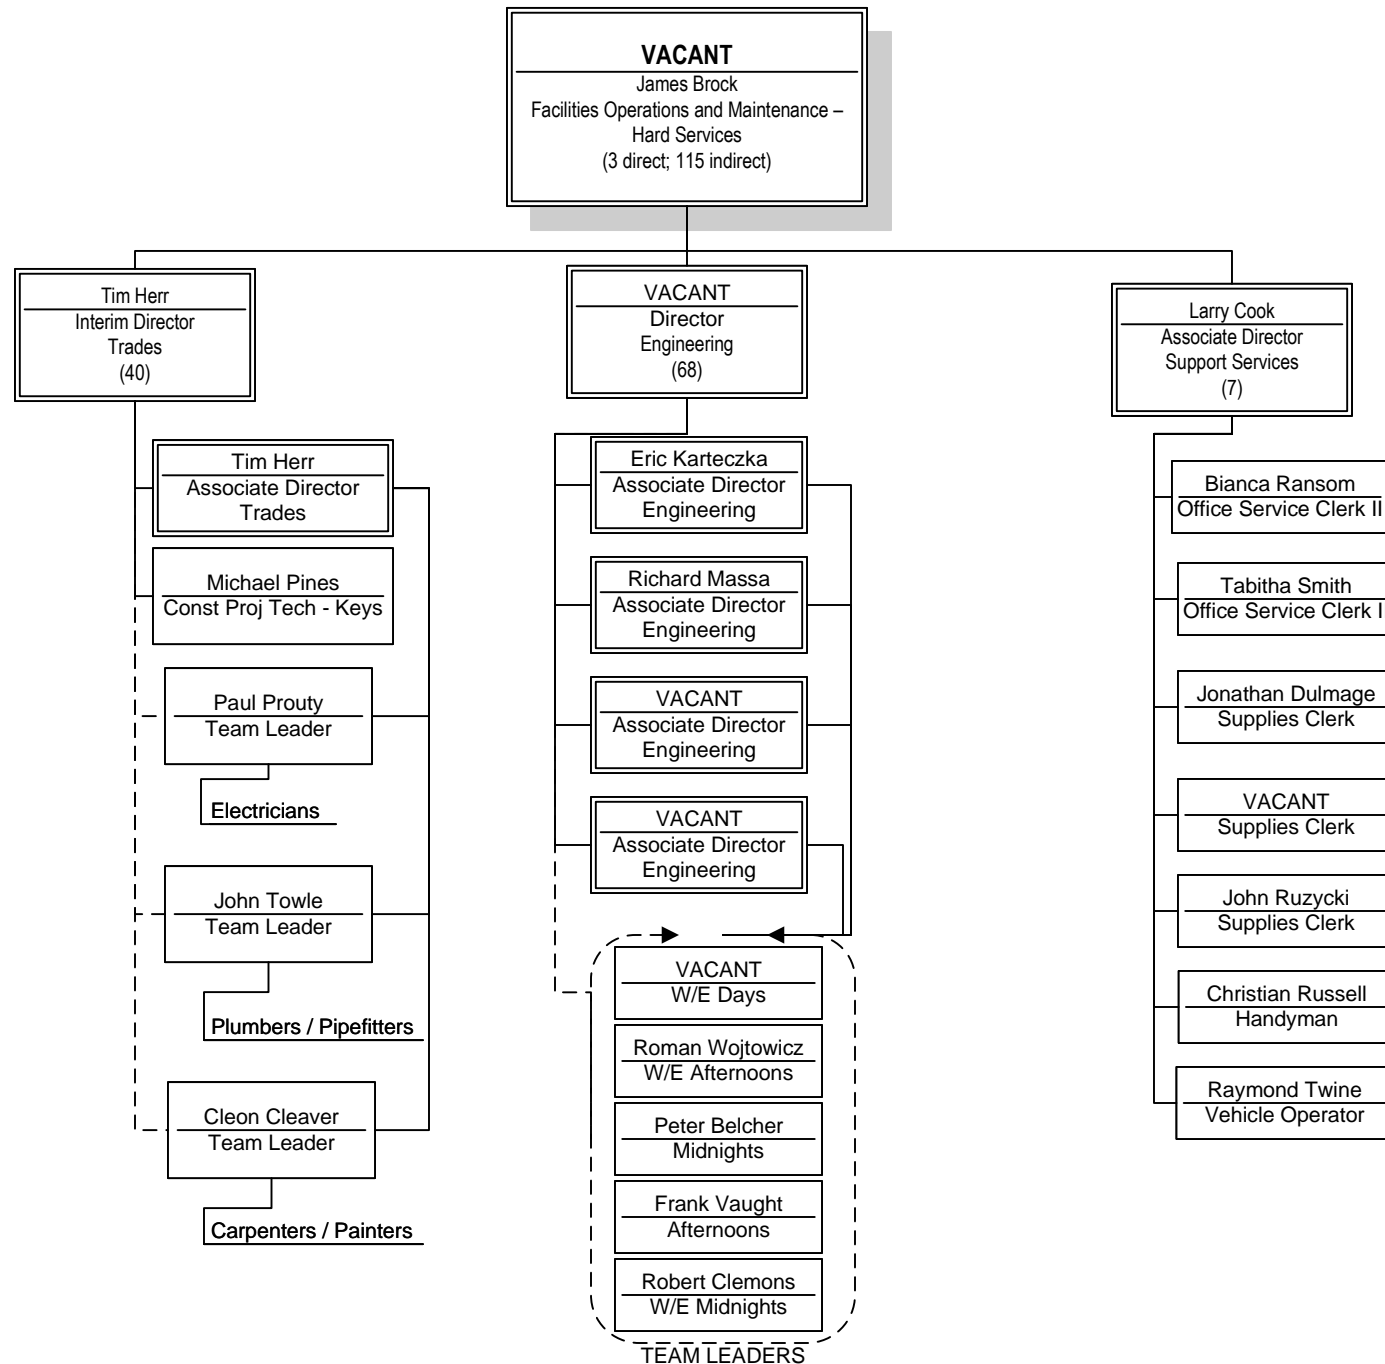 VACANT
James Brock
Facilities Operations and Maintenance –
Hard Services
(3 direct; 115 indirect)
Tim Herr
Interim Director
Trades
(40)
Tim Herr
Associate Director
Trades
Michael Pines
Const Proj Tech - Keys
Paul Prouty
Team Leader
Electricians
John Towle
Team Leader
Plumbers / Pipefitters
Cleon Cleaver
Team Leader
Carpenters / Painters
VACANT
Director
Engineering
(68)
Eric Karteczka
Associate Director
Engineering
Richard Massa
Associate Director
Engineering
VACANT
Associate Director
Engineering
VACANT
Associate Director
Engineering
VACANT
W/E Days
Roman Wojtowicz
W/E Afternoons
Peter Belcher
Midnights
Frank Vaught
Afternoons
Robert Clemons
W/E Midnights
TEAM LEADERS
Larry Cook
Associate Director
Support Services
(7)
Bianca Ransom
Office Service Clerk II
Tabitha Smith
Office Service Clerk I
Jonathan Dulmage
Supplies Clerk
VACANT
Supplies Clerk
John Ruzycki
Supplies Clerk
Christian Russell
Handyman
Raymond Twine
Vehicle Operator